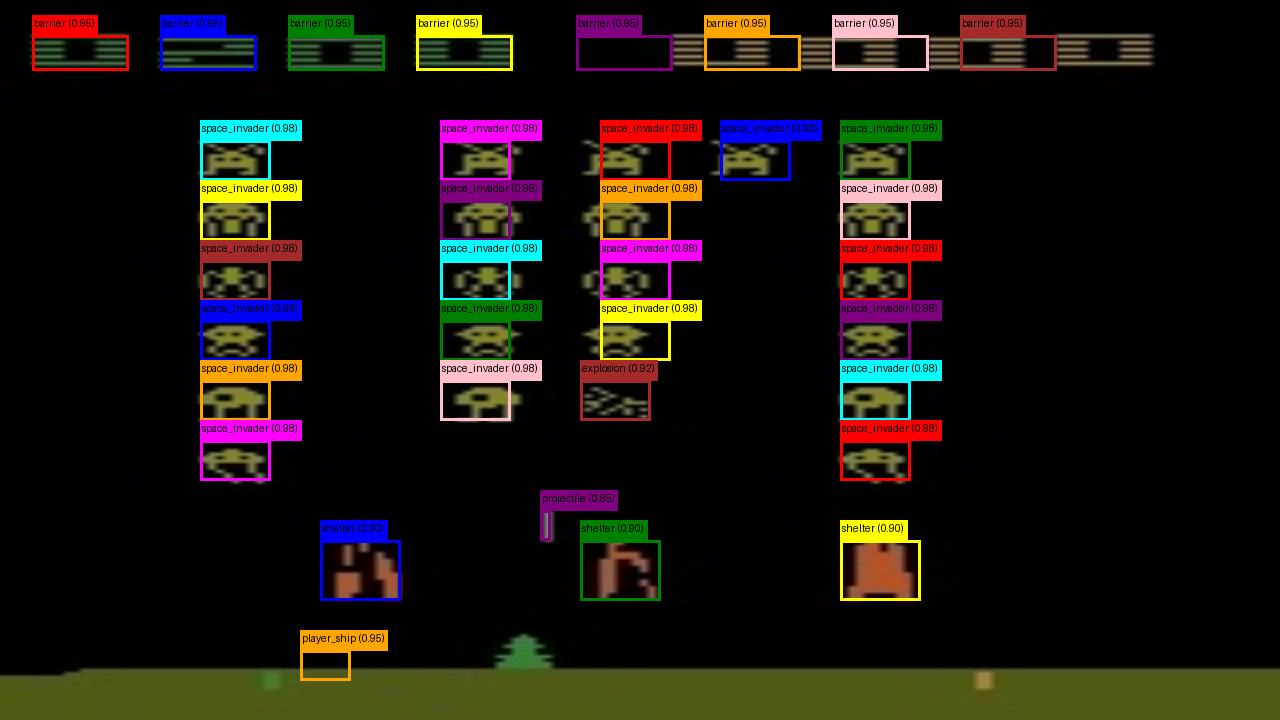 barrier (0.95) barrier (0.95) barrier (0.95) barrier (0.95) barrier (0.95) barrier (0.95) barrier (0.95) barrier (0.95)
space_invader (0.98) space_invader (0.98) space_invader (0.98) space_invader (0.98) space_invader (0.98)
space_invader (0.98) space_invader (0.98) space_invader (0.98) space_invader (0.98)
space_invader (0.98) space_invader (0.98) space_invader (0.98) space_invader (0.98)
space_invader (0.98) space_invader (0.98) space_invader (0.98) space_invader (0.98)
space_invader (0.98) space_invader (0.98) explosion (0.92) space_invader (0.98)
space_invader (0.98) space_invader (0.98)
projectile (0.85)
shelter (0.90) shelter (0.90) shelter (0.90)
player_ship (0.95)